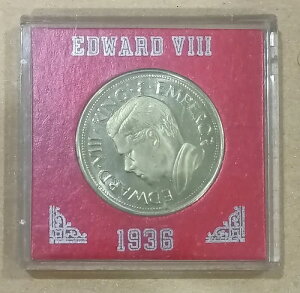 EDWARD VIII
EDWARD·VIII·KING·&·EMPEROR
1936